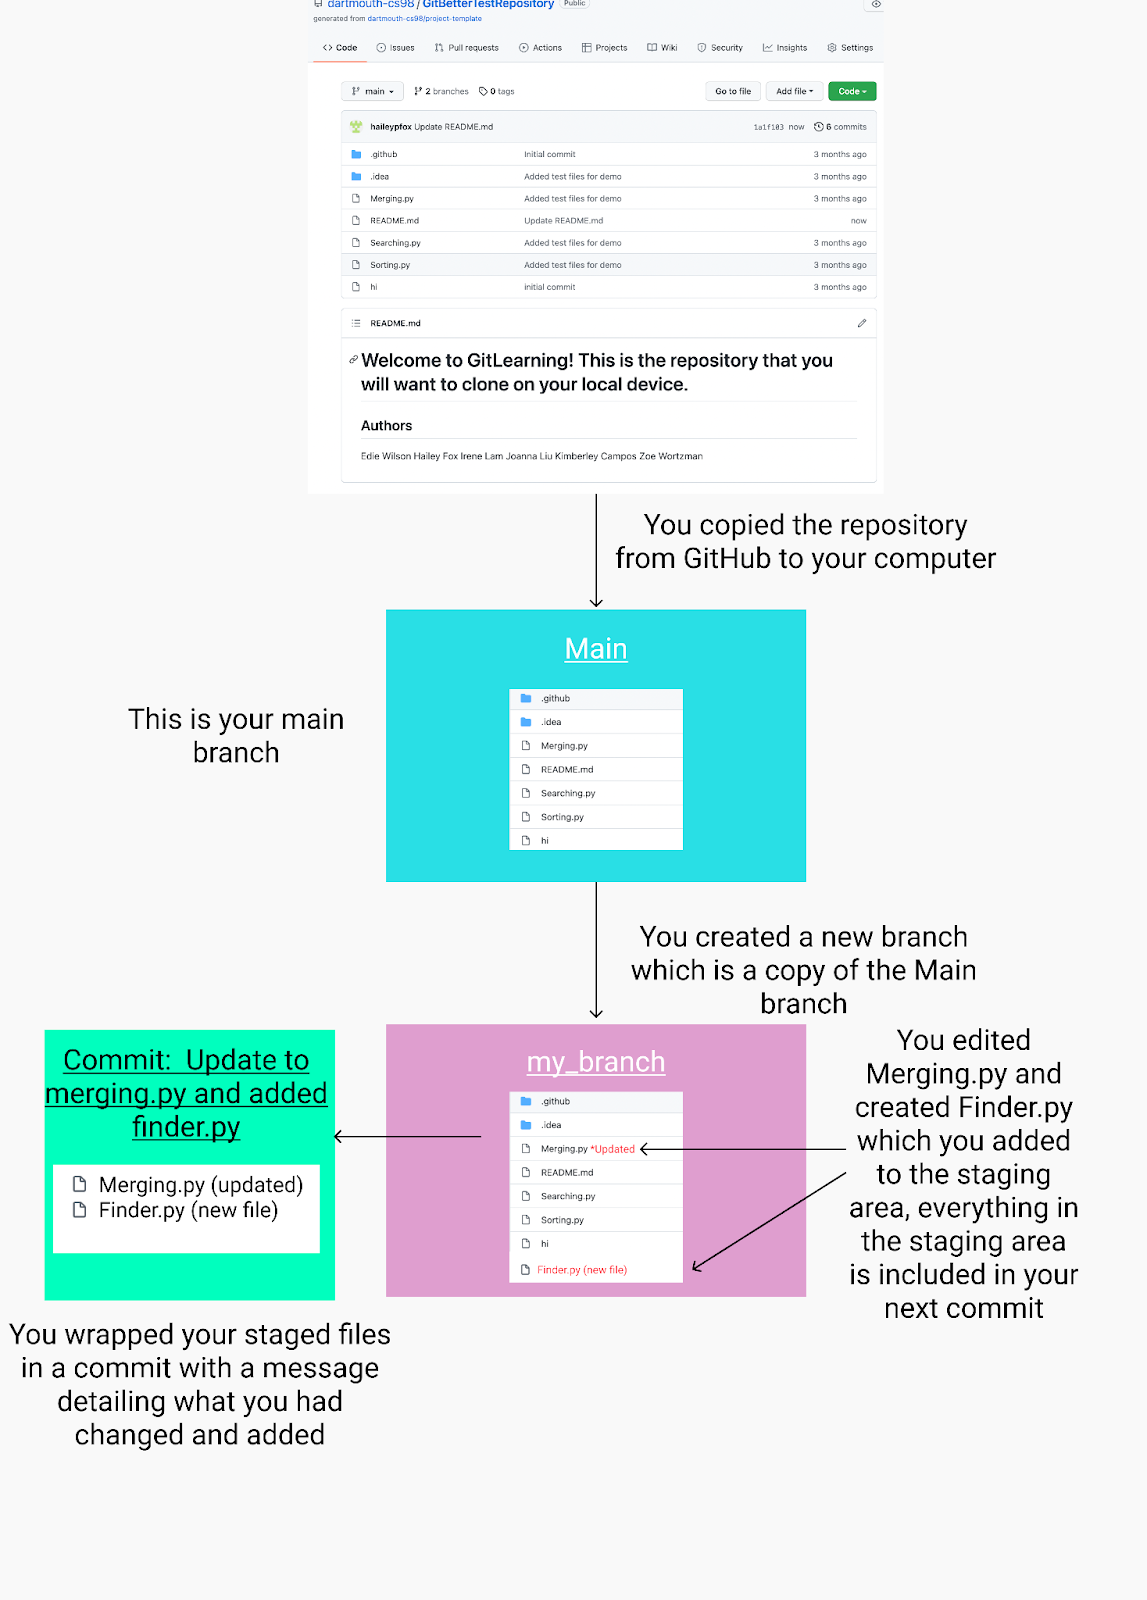 dartmouth-cs98 / GitBetterTestRepository Public
generated from dartmouth-cs98/project-template
Code Issues Pull requests Actions Projects Wiki Security Insights Settings
main 2 branches 0 tags Go to file Add file Code
haileypfox Update README.md 1a1f103 now 6 commits
.github Initial commit 3 months ago
.idea Added test files for demo 3 months ago
Merging.py Added test files for demo 3 months ago
README.md Update README.md now
Searching.py Added test files for demo 3 months ago
Sorting.py Added test files for demo 3 months ago
hi initial commit 3 months ago
README.md
Welcome to GitLearning! This is the repository that you
will want to clone on your local device.
Authors
Edie Wilson Hailey Fox Irene Lam Joanna Liu Kimberley Campos Zoe Wortzman
You copied the repository
from GitHub to your computer
Main
.github
.idea
Merging.py
README.md
Searching.py
Sorting.py
hi
This is your main
branch
You created a new branch
which is a copy of the Main
branch
my_branch
.github
.idea
Merging.py *Updated
README.md
Searching.py
Sorting.py
hi
Finder.py (new file)
You edited
Merging.py and
created Finder.py
which you added
to the staging
area, everything in
the staging area
is included in your
next commit
Commit: Update to
merging.py and added
finder.py
Merging.py (updated)
Finder.py (new file)
You wrapped your staged files
in a commit with a message
detailing what you had
changed and added